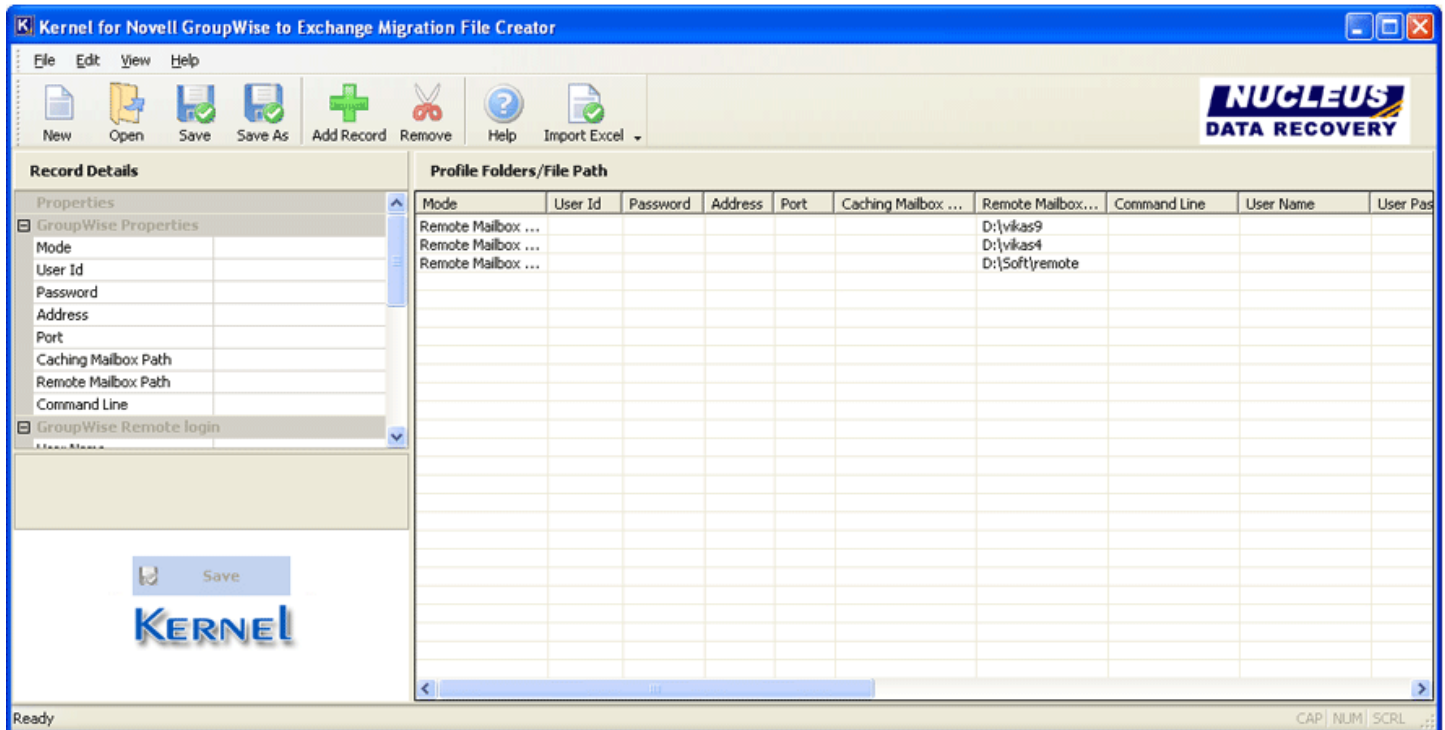 Kernel for Novell GroupWise to Exchange Migration File Creator
File Edit View Help
New Open Save Save As Add Record Remove Help Import Excel
NUCLEUS
DATA RECOVERY
Record Details
Properties
GroupWise Properties
Mode
User Id
Password
Address
Port
Caching Mailbox Path
Remote Mailbox Path
Command Line
GroupWise Remote login
User Name
Save
KERNEL
Profile Folders/File Path
Mode User Id Password Address Port Caching Mailbox ... Remote Mailbox... Command Line User Name User Pas
Remote Mailbox ... D:\vikas9
Remote Mailbox ... D:\vikas4
Remote Mailbox ... D:\Soft\remote
Ready
CAP NUM SCRL